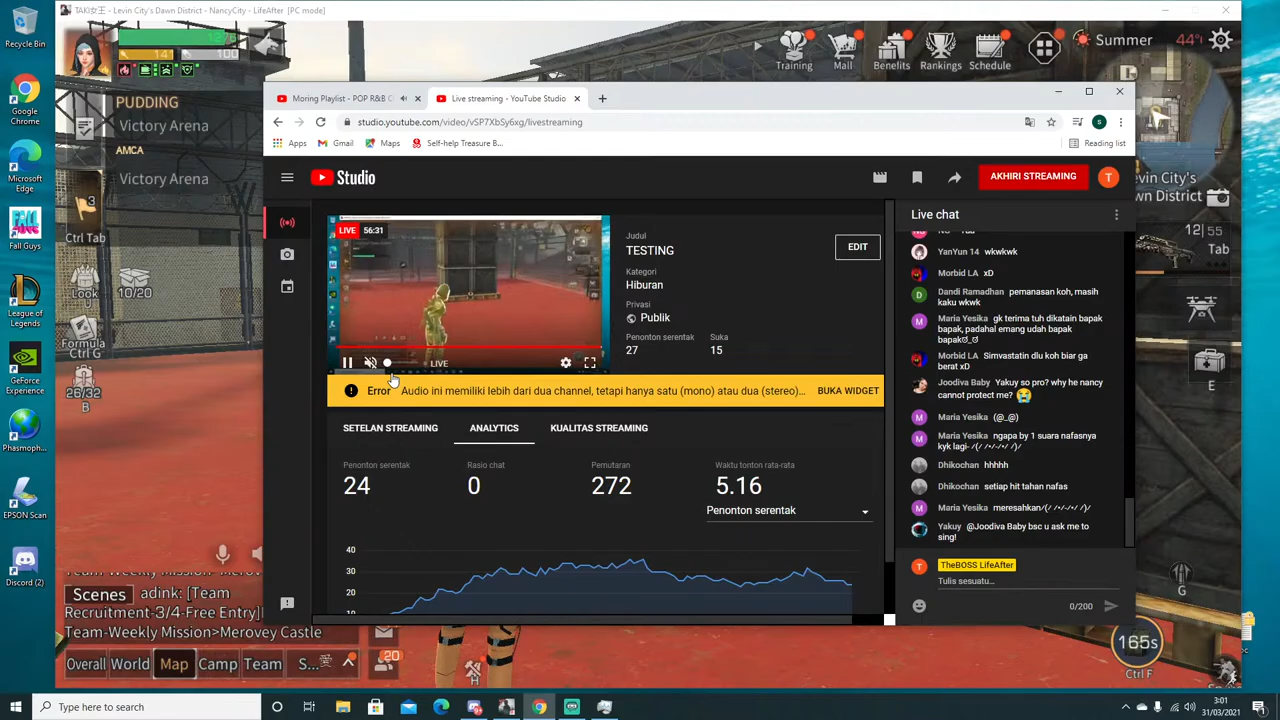 TAKI女王 - Levin City's Dawn District - NancyCity - LifeAfter [PC mode]
Recycle Bin
Google
Chrome
Microsoft
Edge
Fall Guys
League of
Legends
GeForce
Experience
Phasmoph...
EPSON Scan
Discord (2)
1276
141
100
PUDDING
Victory Arena
AMCA
Victory Arena
3
Ctrl Tab
10/20
Look
U
Formula
Ctrl G
26/32
B
Training
Mall
Benefits
Rankings
Schedule
Summer
44°
Levin City's
Dawn District
12 | 55
Tab
E
G
165s
Ctrl F
H
Moring Playlist - POP R&B C
Live streaming - YouTube Studio
studio.youtube.com/video/vSP7XbSy6xg/livestreaming
S
Apps
Gmail
Maps
Self-help Treasure B...
Reading list
Studio
AKHIRI STREAMING
T
LIVE
56:31
LIVE
Judul
TESTING
EDIT
Kategori
Hiburan
Privasi
Publik
Penonton serentak
Suka
27
15
Error
Audio ini memiliki lebih dari dua channel, tetapi hanya satu (mono) atau dua (stereo)...
BUKA WIDGET
SETELAN STREAMING
ANALYTICS
KUALITAS STREAMING
Penonton serentak
Rasio chat
Pemutaran
Waktu tonton rata-rata
24
0
272
5.16
Penonton serentak
40
30
20
10
Live chat
YanYun 14 wkwkwk
Morbid LA xD
Dandi Ramadhan pemanasan koh, masih
kaku wkwk
Maria Yesika gk terima tuh dikatain bapak
bapak, padahal emang udah bapak
bapakಠ_ಠ
Morbid LA Simvastatin dlu koh biar ga
berat xD
Joodiva Baby Yakuy so pro? why he nancy
cannot protect me? 😭
Maria Yesika (@_@)
Maria Yesika ngapa by 1 suara nafasnya
kyk lagi-⁄(⁄ ⁄•⁄-⁄•⁄ ⁄)⁄
Dhikochan hhhhh
Dhikochan setiap hit tahan nafas
Maria Yesika meresahkan⁄(⁄ ⁄•⁄-⁄•⁄ ⁄)⁄
Yakuy @Joodiva Baby bsc u ask me to
sing!
TheBOSS LifeAfter
Tulis sesuatu...
0/200
Scenes
adink: [Team
Recruitment-3/4-Free Entry]
Team-Weekly Mission>Merovey Castle
Overall
World
Map
Camp
Team
S...
20
Type here to search
3:01
31/03/2021